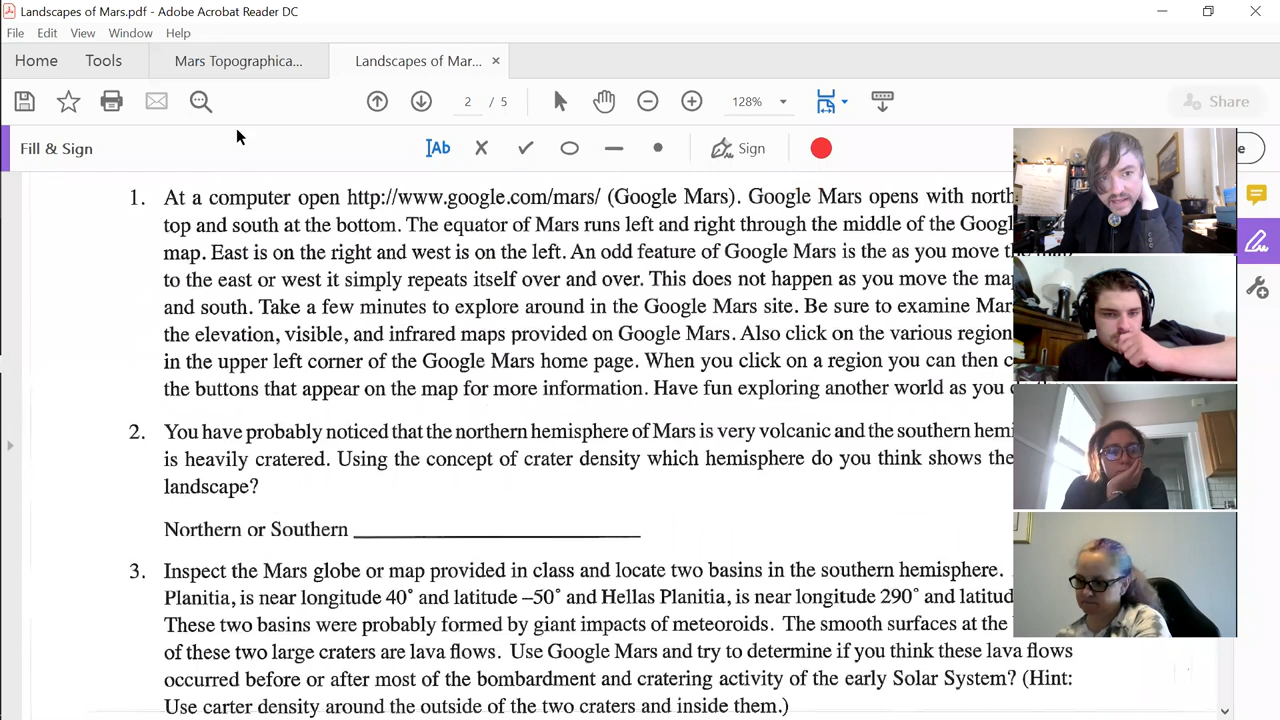 Landscapes of Mars.pdf - Adobe Acrobat Reader DC
File Edit View Window Help
Home Tools Mars Topographica... Landscapes of Mar... ×
2 / 5 128% Share
Fill & Sign Ab Sign e
1. At a computer open http://www.google.com/mars/ (Google Mars). Google Mars opens with north
top and south at the bottom. The equator of Mars runs left and right through the middle of the Googl
map. East is on the right and west is on the left. An odd feature of Google Mars is the as you move
to the east or west it simply repeats itself over and over. This does not happen as you move the ma
and south. Take a few minutes to explore around in the Google Mars site. Be sure to examine Mar
the elevation, visible, and infrared maps provided on Google Mars. Also click on the various region
in the upper left corner of the Google Mars home page. When you click on a region you can then c
the buttons that appear on the map for more information. Have fun exploring another world as you
2. You have probably noticed that the northern hemisphere of Mars is very volcanic and the southern hemi
is heavily cratered. Using the concept of crater density which hemisphere do you think shows the
landscape?
Northern or Southern
3. Inspect the Mars globe or map provided in class and locate two basins in the southern hemisphere.
Planitia, is near longitude 40° and latitude –50° and Hellas Planitia, is near longitude 290° and latitud
These two basins were probably formed by giant impacts of meteoroids. The smooth surfaces at the
of these two large craters are lava flows. Use Google Mars and try to determine if you think these lava flows
occurred before or after most of the bombardment and cratering activity of the early Solar System? (Hint:
Use carter density around the outside of the two craters and inside them.)